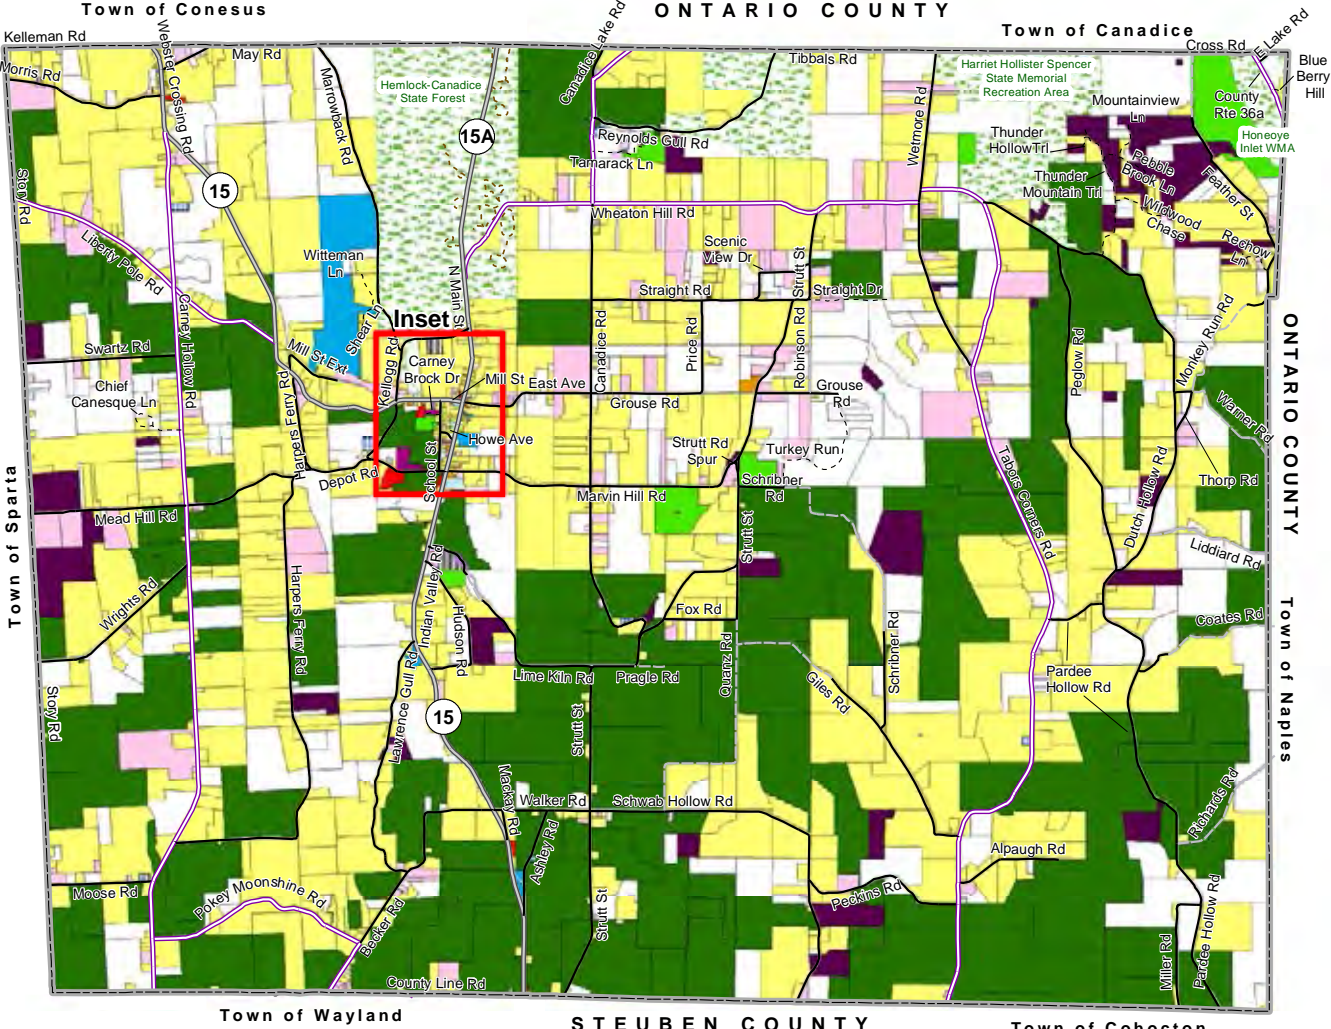 Town of Conesus
ONTARIO COUNTY
Town of Canadice
Kelleman Rd
Webster Crossing Rd
May Rd
Morris Rd
Marrowback Rd
Hemlock-Canadice
State Forest
15A
Canadice Lake Rd
Tibbals Rd
Harriet Hollister Spencer
State Memorial
Recreation Area
Cross Rd
E Lake Rd
Blue
Berry
Hill
County
Rte 36a
Honeoye
Inlet WMA
Mountainview
Ln
Wetmore Rd
Reynolds Gull Rd
Tamarack Ln
Thunder
HollowTrl
Thunder
Mountain Trl
Pebble
Brook Ln
Wildwood
Chase
Feather St
Rechow
Ln
Story Rd
15
Liberty Pole Rd
Witteman
Ln
Wheaton Hill Rd
Scenic
View Dr
Strutt St
Straight Rd
Straight Dr
N Main St
Shear Ln
Inset
Carney Hollow Rd
Swartz Rd
Mill St Ext
Kellogg Rd
Carney
Brock Dr
Mill St
East Ave
Canadice Rd
Price Rd
Robinson Rd
Grouse
Rd
Grouse Rd
Peglow Rd
Monkey Run Rd
Warner Rd
ONTARIO COUNTY
Chief
Canesque Ln
Harpers Ferry Rd
Howe Ave
School St
Depot Rd
Strutt Rd
Spur
Turkey Run
Schribner
Rd
Marvin Hill Rd
Tabors Corners Rd
Dutch Hollow Rd
Thorp Rd
Liddiard Rd
Town of Sparta
Mead Hill Rd
Strutt St
Wrights Rd
Harpers Ferry Rd
Indian Valley Rd
Hudson Rd
Fox Rd
Coates Rd
Town of Naples
Quanz Rd
Schribner Rd
Lime Kiln Rd
Pragle Rd
Giles Rd
Pardee
Hollow Rd
Story Rd
Lawrence Gull Rd
15
Strutt St
Mackay Rd
Walker Rd
Schwab Hollow Rd
Ashley Rd
Richards Rd
Alpaugh Rd
Moose Rd
Pokey Moonshine Rd
Becker Rd
Strutt St
Peckins Rd
Miller Rd
Pardee Hollow Rd
County Line Rd
Town of Wayland
STEUBEN COUNTY
Town of Cohocton